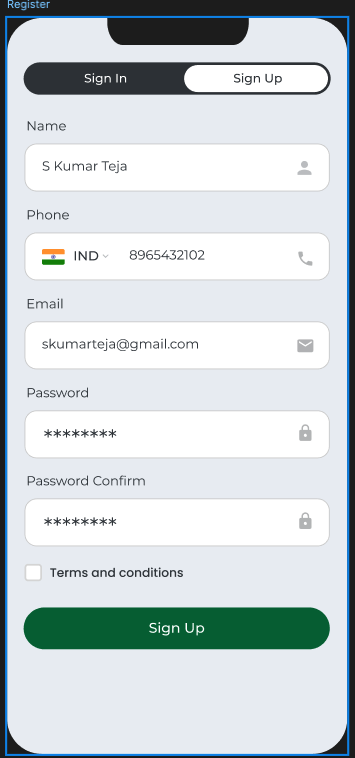 Register
Sign In Sign Up
Name
S Kumar Teja
Phone
IND 8965432102
Email
skumarteja@gmail.com
Password
********
Password Confirm
********
Terms and conditions
Sign Up